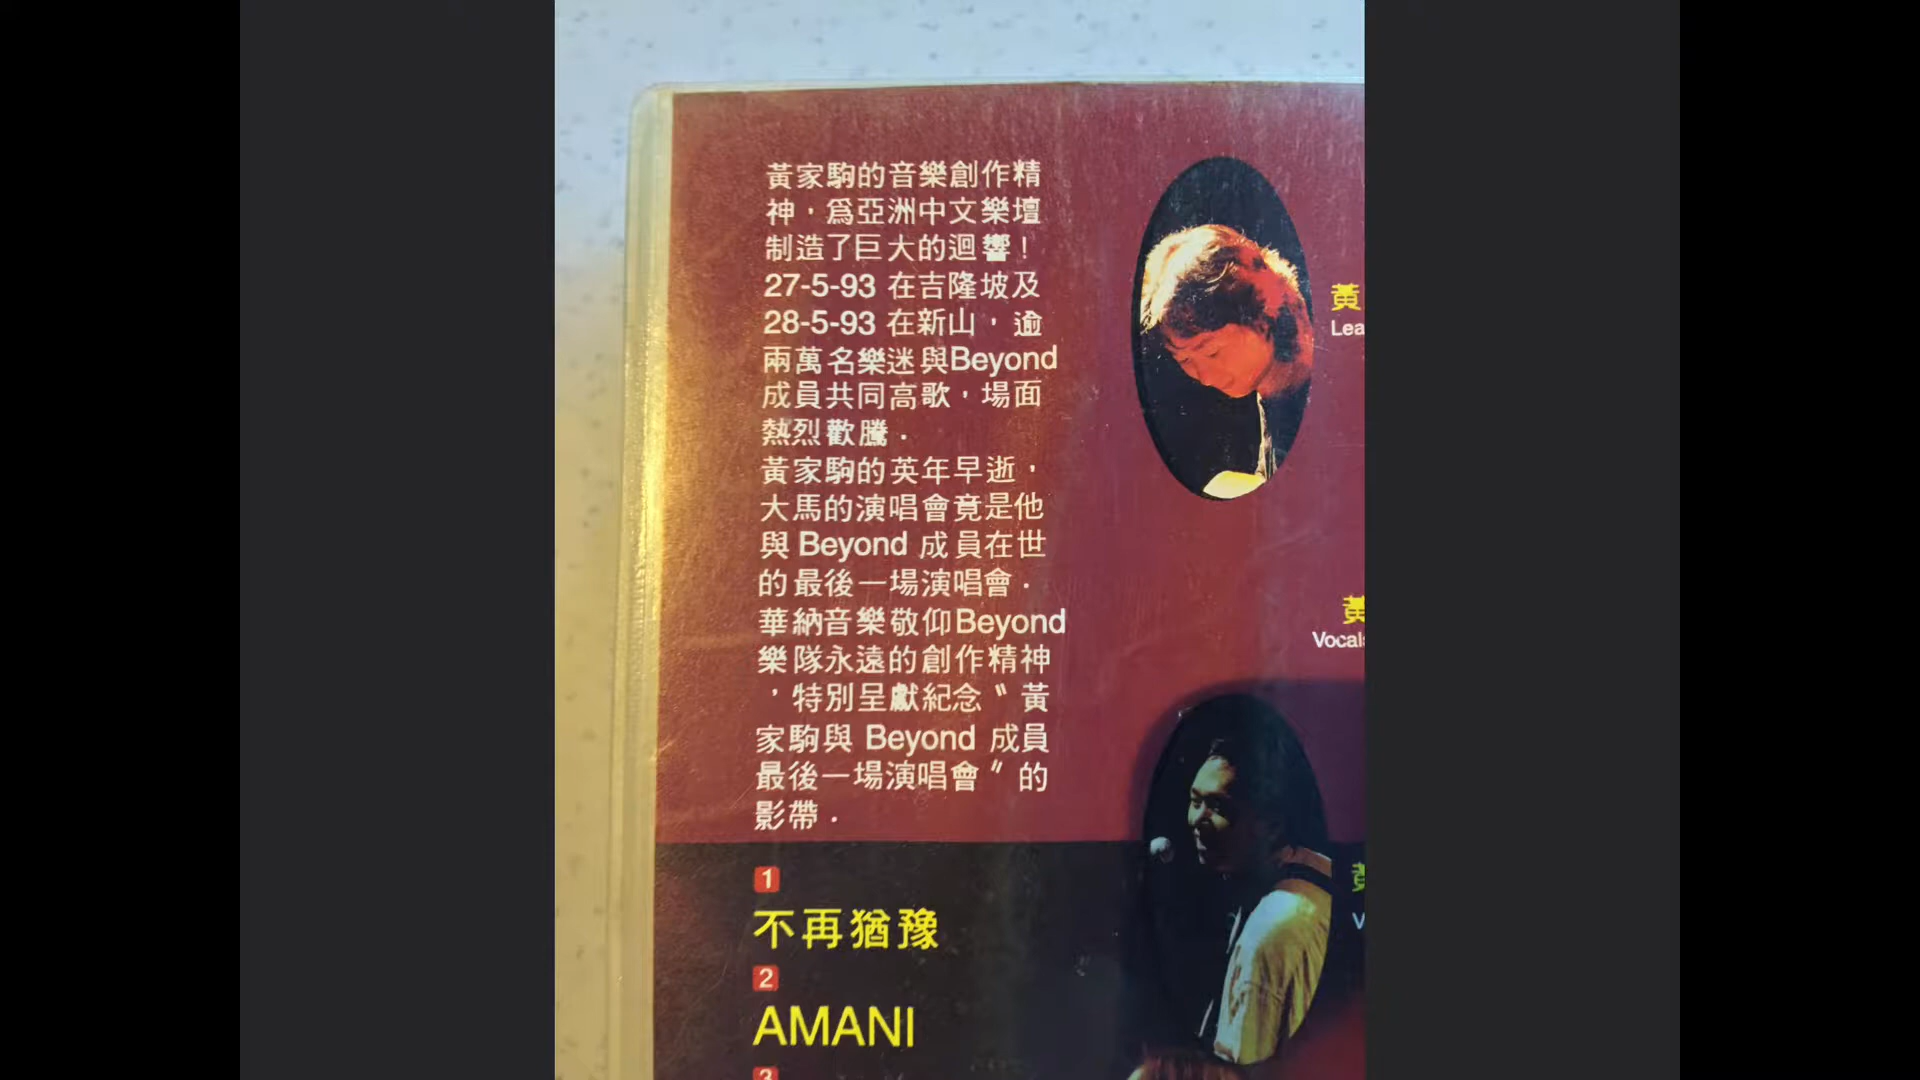 黃家駒的音樂創作精
神，爲亞洲中文樂壇
制造了巨大的迴響！
27-5-93 在吉隆坡及
28-5-93 在新山，逾
兩萬名樂迷與Beyond
成員共同高歌，場面
熱烈歡騰．
黃家駒的英年早逝，
大馬的演唱會竟是他
與 Beyond 成員在世
的最後一場演唱會．
華納音樂敬仰Beyond
樂隊永遠的創作精神
，特別呈獻紀念〝黃
家駒與 Beyond 成員
最後一場演唱會〞的
影帶．
1
不再猶豫
2
AMANI
3
黃
Lea
黃
Vocals
黃
V